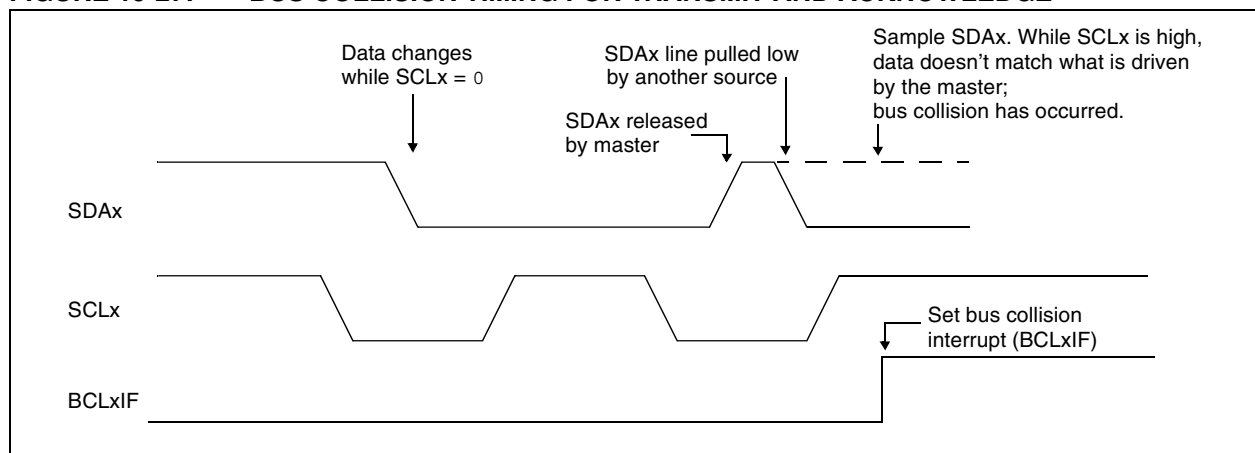 Data changes
while SCLx = 0
SDAx line pulled low
by another source
Sample SDAx. While SCLx is high,
data doesn't match what is driven
by the master;
bus collision has occurred.
SDAx released
by master
SDAx
SCLx
Set bus collision
interrupt (BCLxIF)
BCLxIF